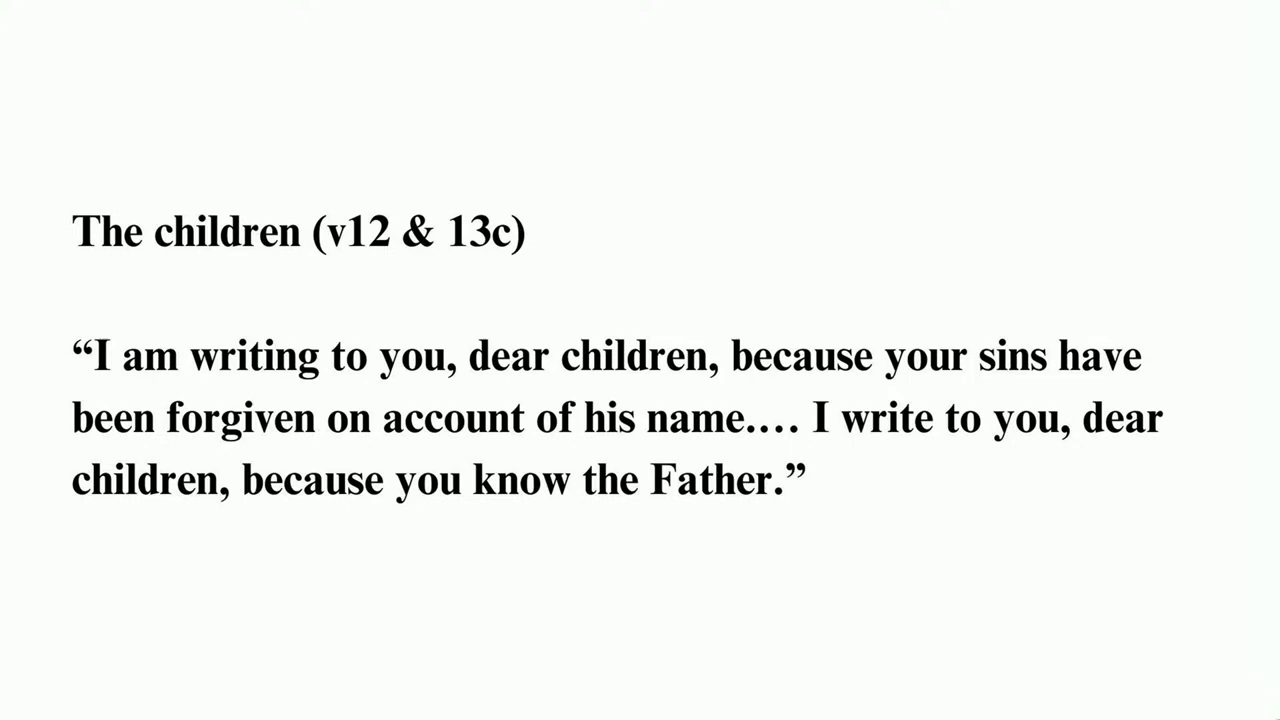 The children (v12 & 13c)
“I am writing to you, dear children, because your sins have
been forgiven on account of his name.… I write to you, dear
children, because you know the Father.”